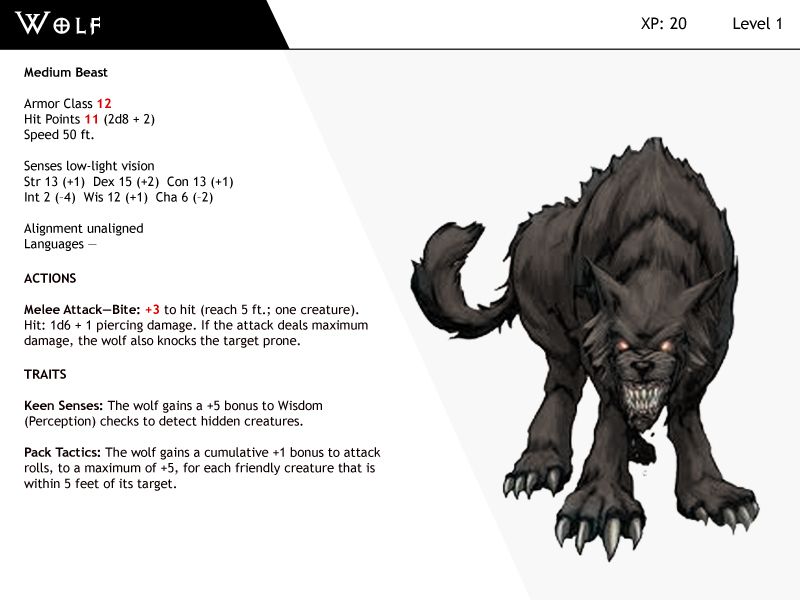 Wolf
XP: 20 Level 1
Medium Beast
Armor Class 12
Hit Points 11 (2d8 + 2)
Speed 50 ft.
Senses low-light vision
Str 13 (+1) Dex 15 (+2) Con 13 (+1)
Int 2 (-4) Wis 12 (+1) Cha 6 (-2)
Alignment unaligned
Languages —
ACTIONS
Melee Attack—Bite: +3 to hit (reach 5 ft.; one creature).
Hit: 1d6 + 1 piercing damage. If the attack deals maximum
damage, the wolf also knocks the target prone.
TRAITS
Keen Senses: The wolf gains a +5 bonus to Wisdom
(Perception) checks to detect hidden creatures.
Pack Tactics: The wolf gains a cumulative +1 bonus to attack
rolls, to a maximum of +5, for each friendly creature that is
within 5 feet of its target.